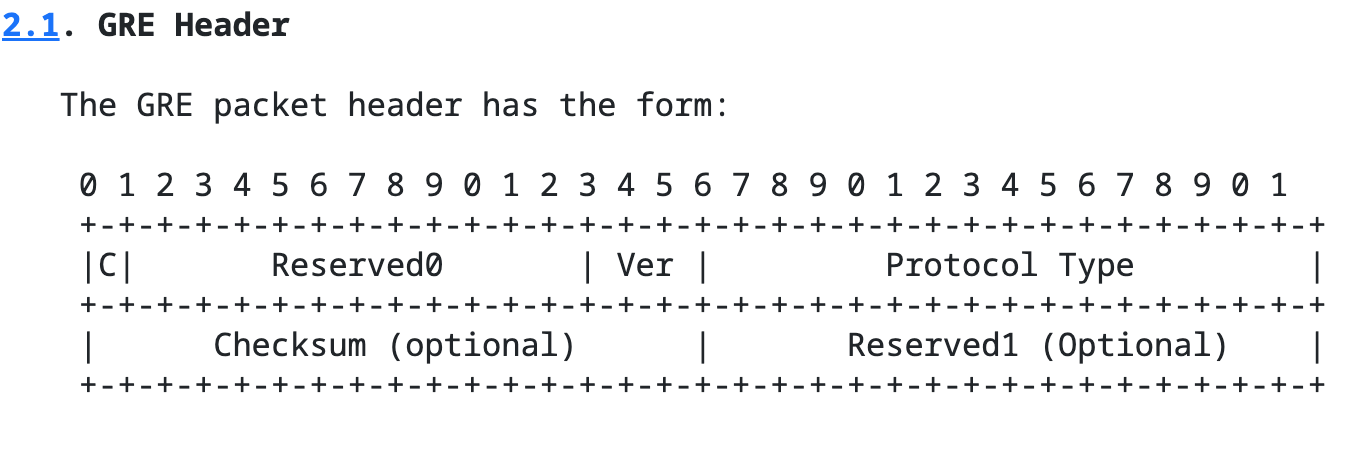 2.1. GRE Header
The GRE packet header has the form:
0 1 2 3 4 5 6 7 8 9 0 1 2 3 4 5 6 7 8 9 0 1 2 3 4 5 6 7 8 9 0 1
+-+-+-+-+-+-+-+-+-+-+-+-+-+-+-+-+-+-+-+-+-+-+-+-+-+-+-+-+-+-+-+-+
|C|       Reserved0       | Ver |         Protocol Type         |
+-+-+-+-+-+-+-+-+-+-+-+-+-+-+-+-+-+-+-+-+-+-+-+-+-+-+-+-+-+-+-+-+
|      Checksum (optional)      |       Reserved1 (Optional)    |
+-+-+-+-+-+-+-+-+-+-+-+-+-+-+-+-+-+-+-+-+-+-+-+-+-+-+-+-+-+-+-+-+